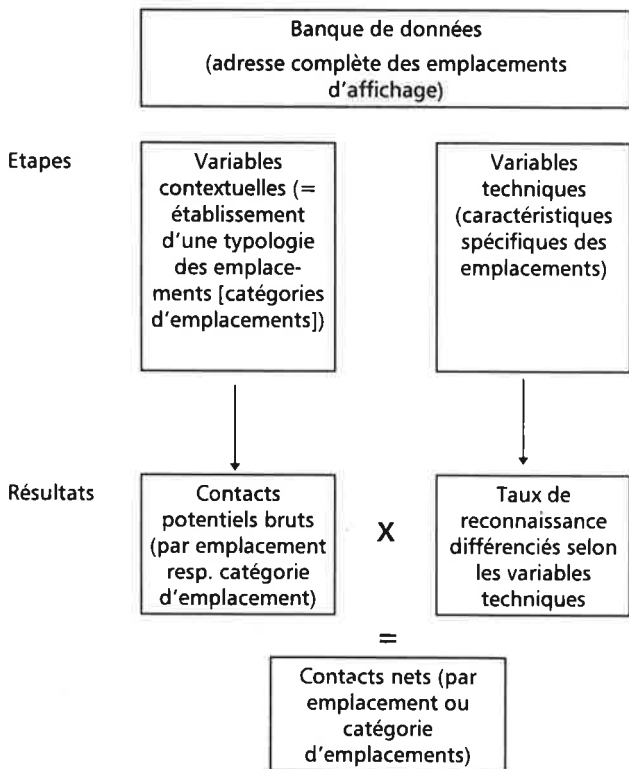 Banque de données
(adresse complète des emplacements
d'affichage)
Etapes
Variables
contextuelles (=
établissement
d'une typologie
des emplace-
ments [catégories
d'emplacements])
Variables
techniques
(caractéristiques
spécifiques des
emplacements)
Résultats
Contacts
potentiels bruts
(par emplacement
resp. catégorie
d'emplacement)
X
Taux de
reconnaissance
différenciés selon
les variables
techniques
=
Contacts nets (par
emplacement ou
catégorie
d'emplacements)